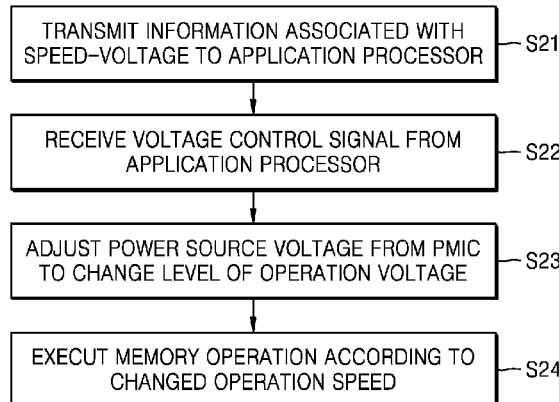 TRANSMIT INFORMATION ASSOCIATED WITH
SPEED-VOLTAGE TO APPLICATION PROCESSOR
S21
RECEIVE VOLTAGE CONTROL SIGNAL FROM
APPLICATION PROCESSOR
S22
ADJUST POWER SOURCE VOLTAGE FROM PMIC
TO CHANGE LEVEL OF OPERATION VOLTAGE
S23
EXECUT MEMORY OPERATION ACCORDING TO
CHANGED OPERATION SPEED
S24